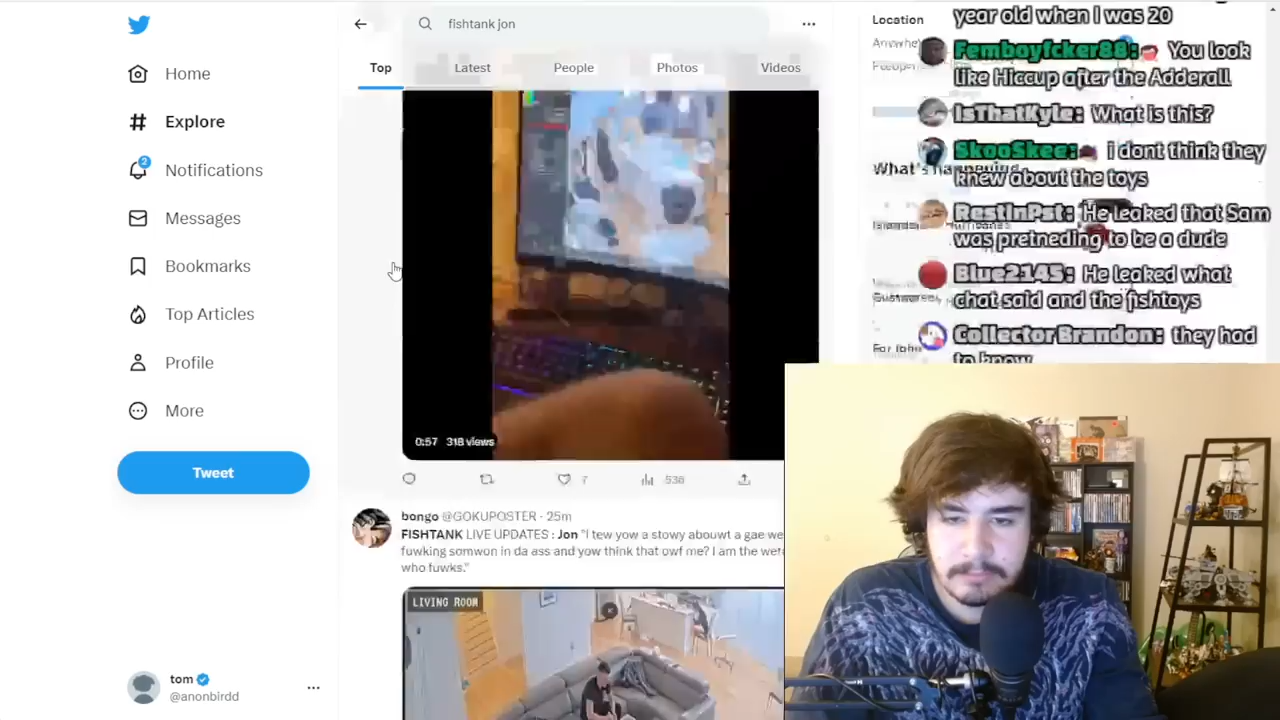 fishtank jon
Top
Latest
People
Photos
Videos
Home
Explore
2
Notifications
Messages
Bookmarks
Top Articles
Profile
More
Tweet
tom
@anonbirdd
0:57 318 views
7
536
bongo @GOKUPOSTER · 25m
FISHTANK LIVE UPDATES : Jon "I tew yow a stowy abouwt a gae we
fuwking somwon in da ass and yow think that owf me? I am the
who fuwks."
LIVING ROOM
Location
What's
year old when I was 20
Femboyfcker88: You look
like Hiccup after the Adderall
IsThatKyle: What is this?
SkooSkee: i dont think they
knew about the toys
RestInPst: He leaked that Sam
was pretneding to be a dude
Blue2145: He leaked what
chat said and the fishtoys
CollectorBrandon: they had
to know